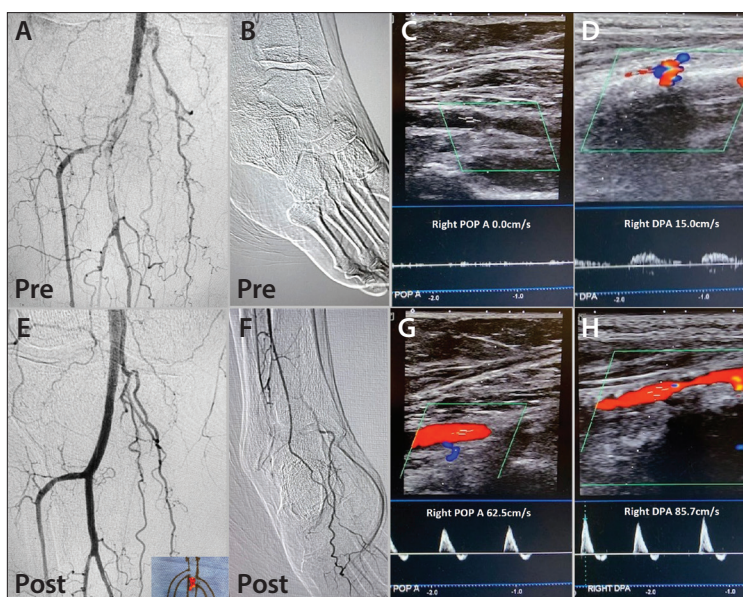 A
B
C
D
Pre
Pre
Right POP A 0.0cm/s
Right DPA 15.0cm/s
POP A
-2.0
-1.0
DPA
-2.0
-1.0
E
F
G
H
Post
Post
Right POP A 62.5cm/s
Right DPA 85.7cm/s
POP A
-2.0
-1.0
RIGHT DPA
-2.0
-1.0